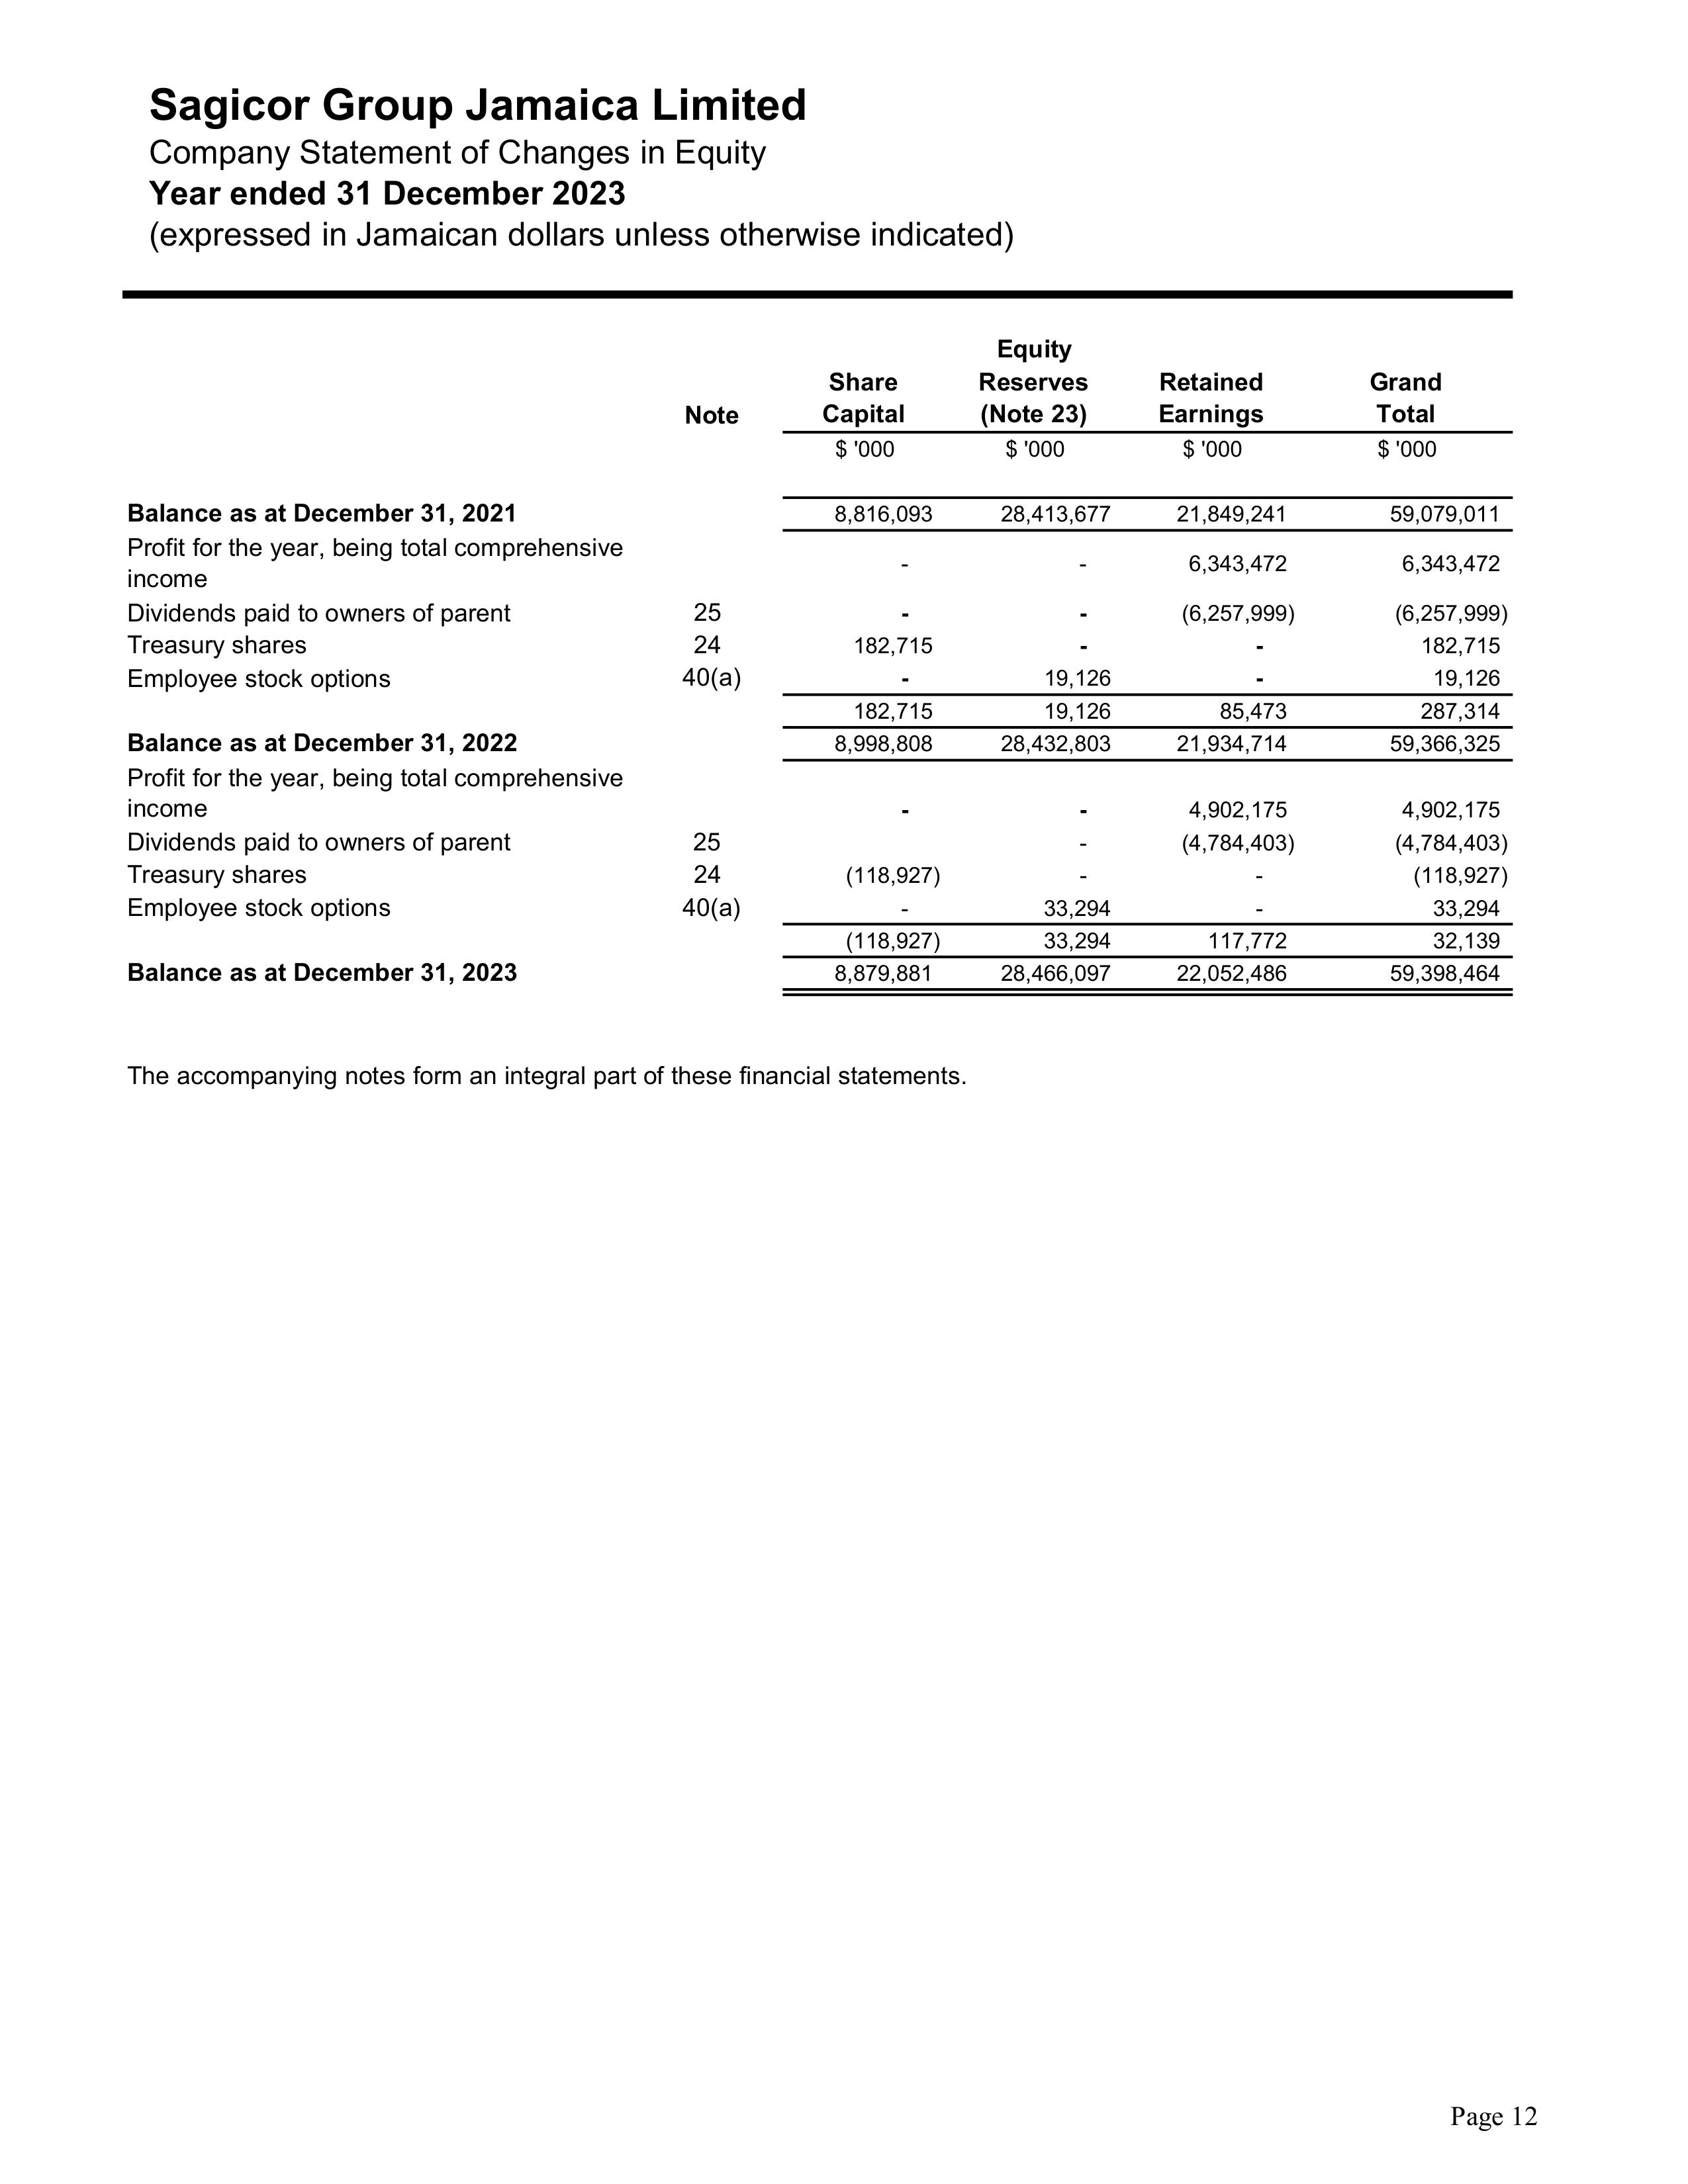 Sagicor Group Jamaica Limited
Company Statement of Changes in Equity
Year ended 31 December 2023
(expressed in Jamaican dollars unless otherwise indicated)
Equity
Share Reserves Retained Grand
Note Capital (Note 23) Earnings Total
$ '000 $ '000 $ '000 $ '000
Balance as at December 31, 2021 8,816,093 28,413,677 21,849,241 59,079,011
Profit for the year, being total comprehensive
income - - 6,343,472 6,343,472
Dividends paid to owners of parent 25 - - (6,257,999) (6,257,999)
Treasury shares 24 182,715 - - 182,715
Employee stock options 40(a) - 19,126 - 19,126
182,715 19,126 85,473 287,314
Balance as at December 31, 2022 8,998,808 28,432,803 21,934,714 59,366,325
Profit for the year, being total comprehensive
income - - 4,902,175 4,902,175
Dividends paid to owners of parent 25 - (4,784,403) (4,784,403)
Treasury shares 24 (118,927) - - (118,927)
Employee stock options 40(a) - 33,294 - 33,294
(118,927) 33,294 117,772 32,139
Balance as at December 31, 2023 8,879,881 28,466,097 22,052,486 59,398,464
The accompanying notes form an integral part of these financial statements.
Page 12